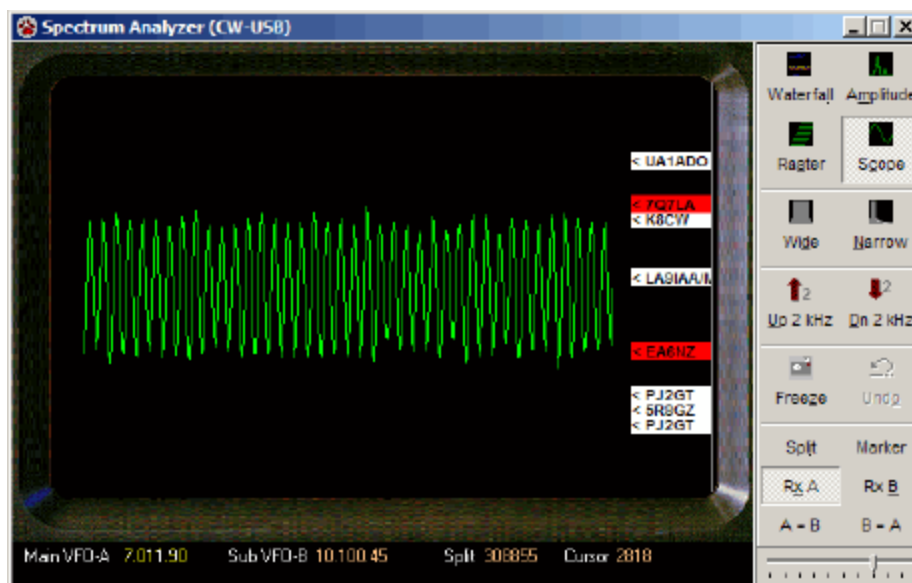 Spectrum Analyzer (CW-USB)
Waterfall Amplitude
< UA1ADO
Raster Scope
< 7Q7LA
< K8CW
Wide Narrow
< LA9IAA/M
Up 2 kHz Dn 2 kHz
< EA6NZ
Freeze Undo
< PJ2GT
< 5R8GZ
< PJ2GT
Split Marker
Rx A Rx B
A = B B = A
Main VFO-A 7.011.90 Sub VFO-B 10.100.45 Split 308855 Cursor 2818